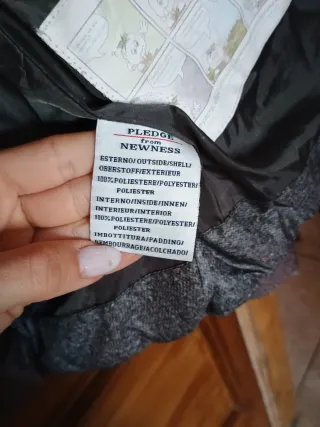 PLEDGE
from
NEWNESS
ESTERNO/OUTSIDE/SHELL/
OBERSTOFF/EXTERIEUR
100%POLIESTERE/POLYESTER/
POLIESTER
INTERNO/INSIDE/INNEN/
INTERIEUR/INTERIOR
100%POLIESTERE/POLYESTER/
POLIESTER
IMBOTTITURA/PADDING/
REMBOURRAGE/ACOLCHADO/